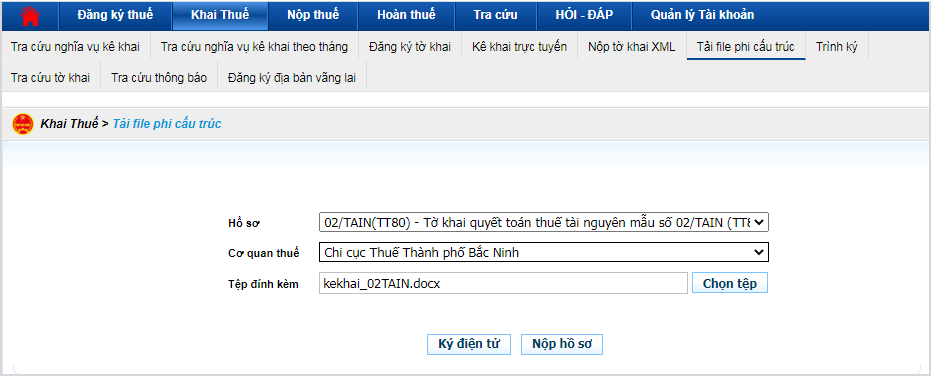 Đăng ký thuế Khai Thuế Nộp thuế Hoàn thuế Tra cứu HỎI - ĐÁP Quản lý Tài khoản
Tra cứu nghĩa vụ kê khai Tra cứu nghĩa vụ kê khai theo tháng Đăng ký tờ khai Kê khai trực tuyến Nộp tờ khai XML Tải file phi cấu trúc Trình ký
Tra cứu tờ khai Tra cứu thông báo Đăng ký địa bàn vãng lai
Khai Thuế > Tải file phi cấu trúc
Hồ sơ 02/TAIN(TT80) - Tờ khai quyết toán thuế tài nguyên mẫu số 02/TAIN (TT8
Cơ quan thuế Chi cục Thuế Thành phố Bắc Ninh
Tệp đính kèm kekhai_02TAIN.docx Chọn tệp
Ký điện tử Nộp hồ sơ